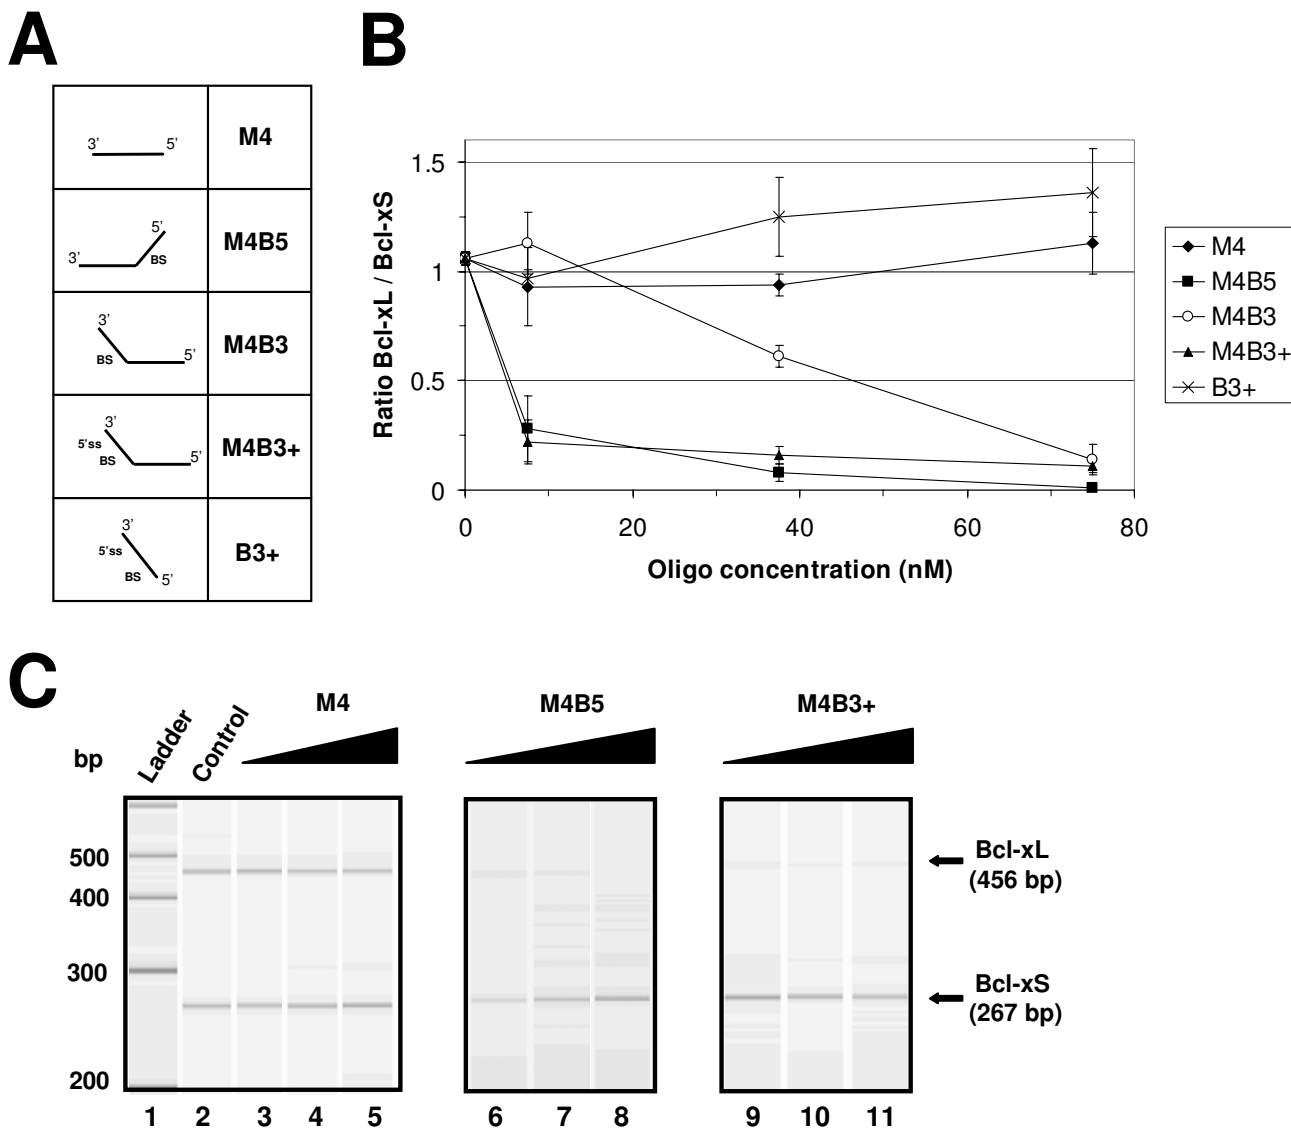 A
3' 5' M4
3' 5' BS M4B5
3' BS 5' M4B3
3' 5'ss BS 5' M4B3+
3' 5'ss BS 5' B3+
B
Ratio Bcl-xL / Bcl-xS
1.5
1
0.5
0
0 20 40 60 80
Oligo concentration (nM)
M4
M4B5
M4B3
M4B3+
B3+
C
bp Ladder Control M4 M4B5 M4B3+
500
400
300
200
Bcl-xL
(456 bp)
Bcl-xS
(267 bp)
1 2 3 4 5 6 7 8 9 10 11